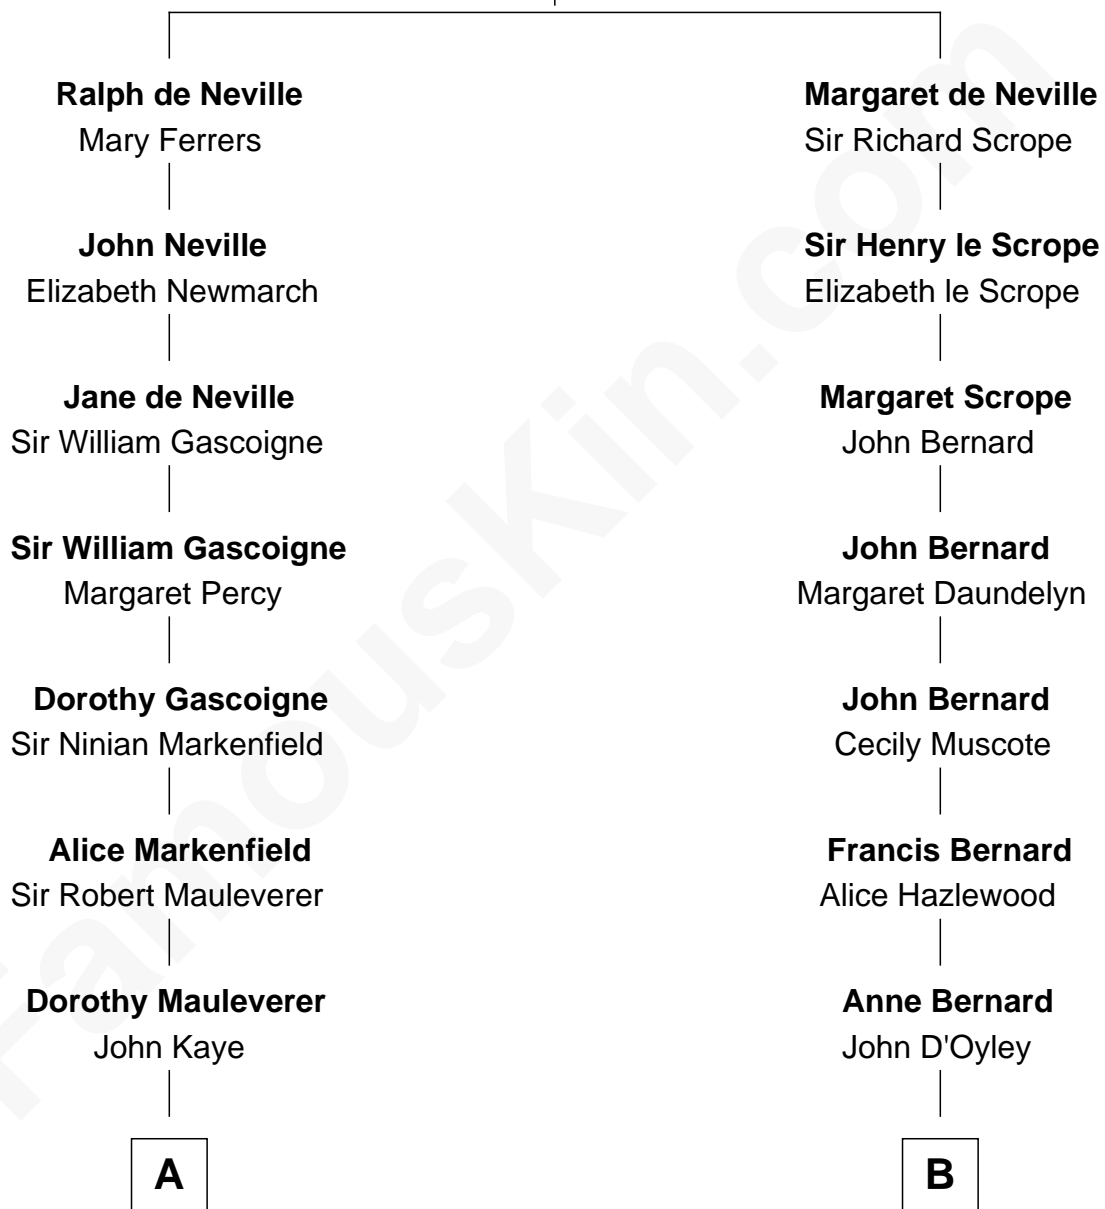 Ralph de Neville
Mary Ferrers
John Neville
Elizabeth Newmarch
Jane de Neville
Sir William Gascoigne
Sir William Gascoigne
Margaret Percy
Dorothy Gascoigne
Sir Ninian Markenfield
Alice Markenfield
Sir Robert Mauleverer
Dorothy Mauleverer
John Kaye
A
Margaret de Neville
Sir Richard Scrope
Sir Henry le Scrope
Elizabeth le Scrope
Margaret Scrope
John Bernard
John Bernard
Margaret Daundelyn
John Bernard
Cecily Muscote
Francis Bernard
Alice Hazlewood
Anne Bernard
John D'Oyley
B
FamousKin.com